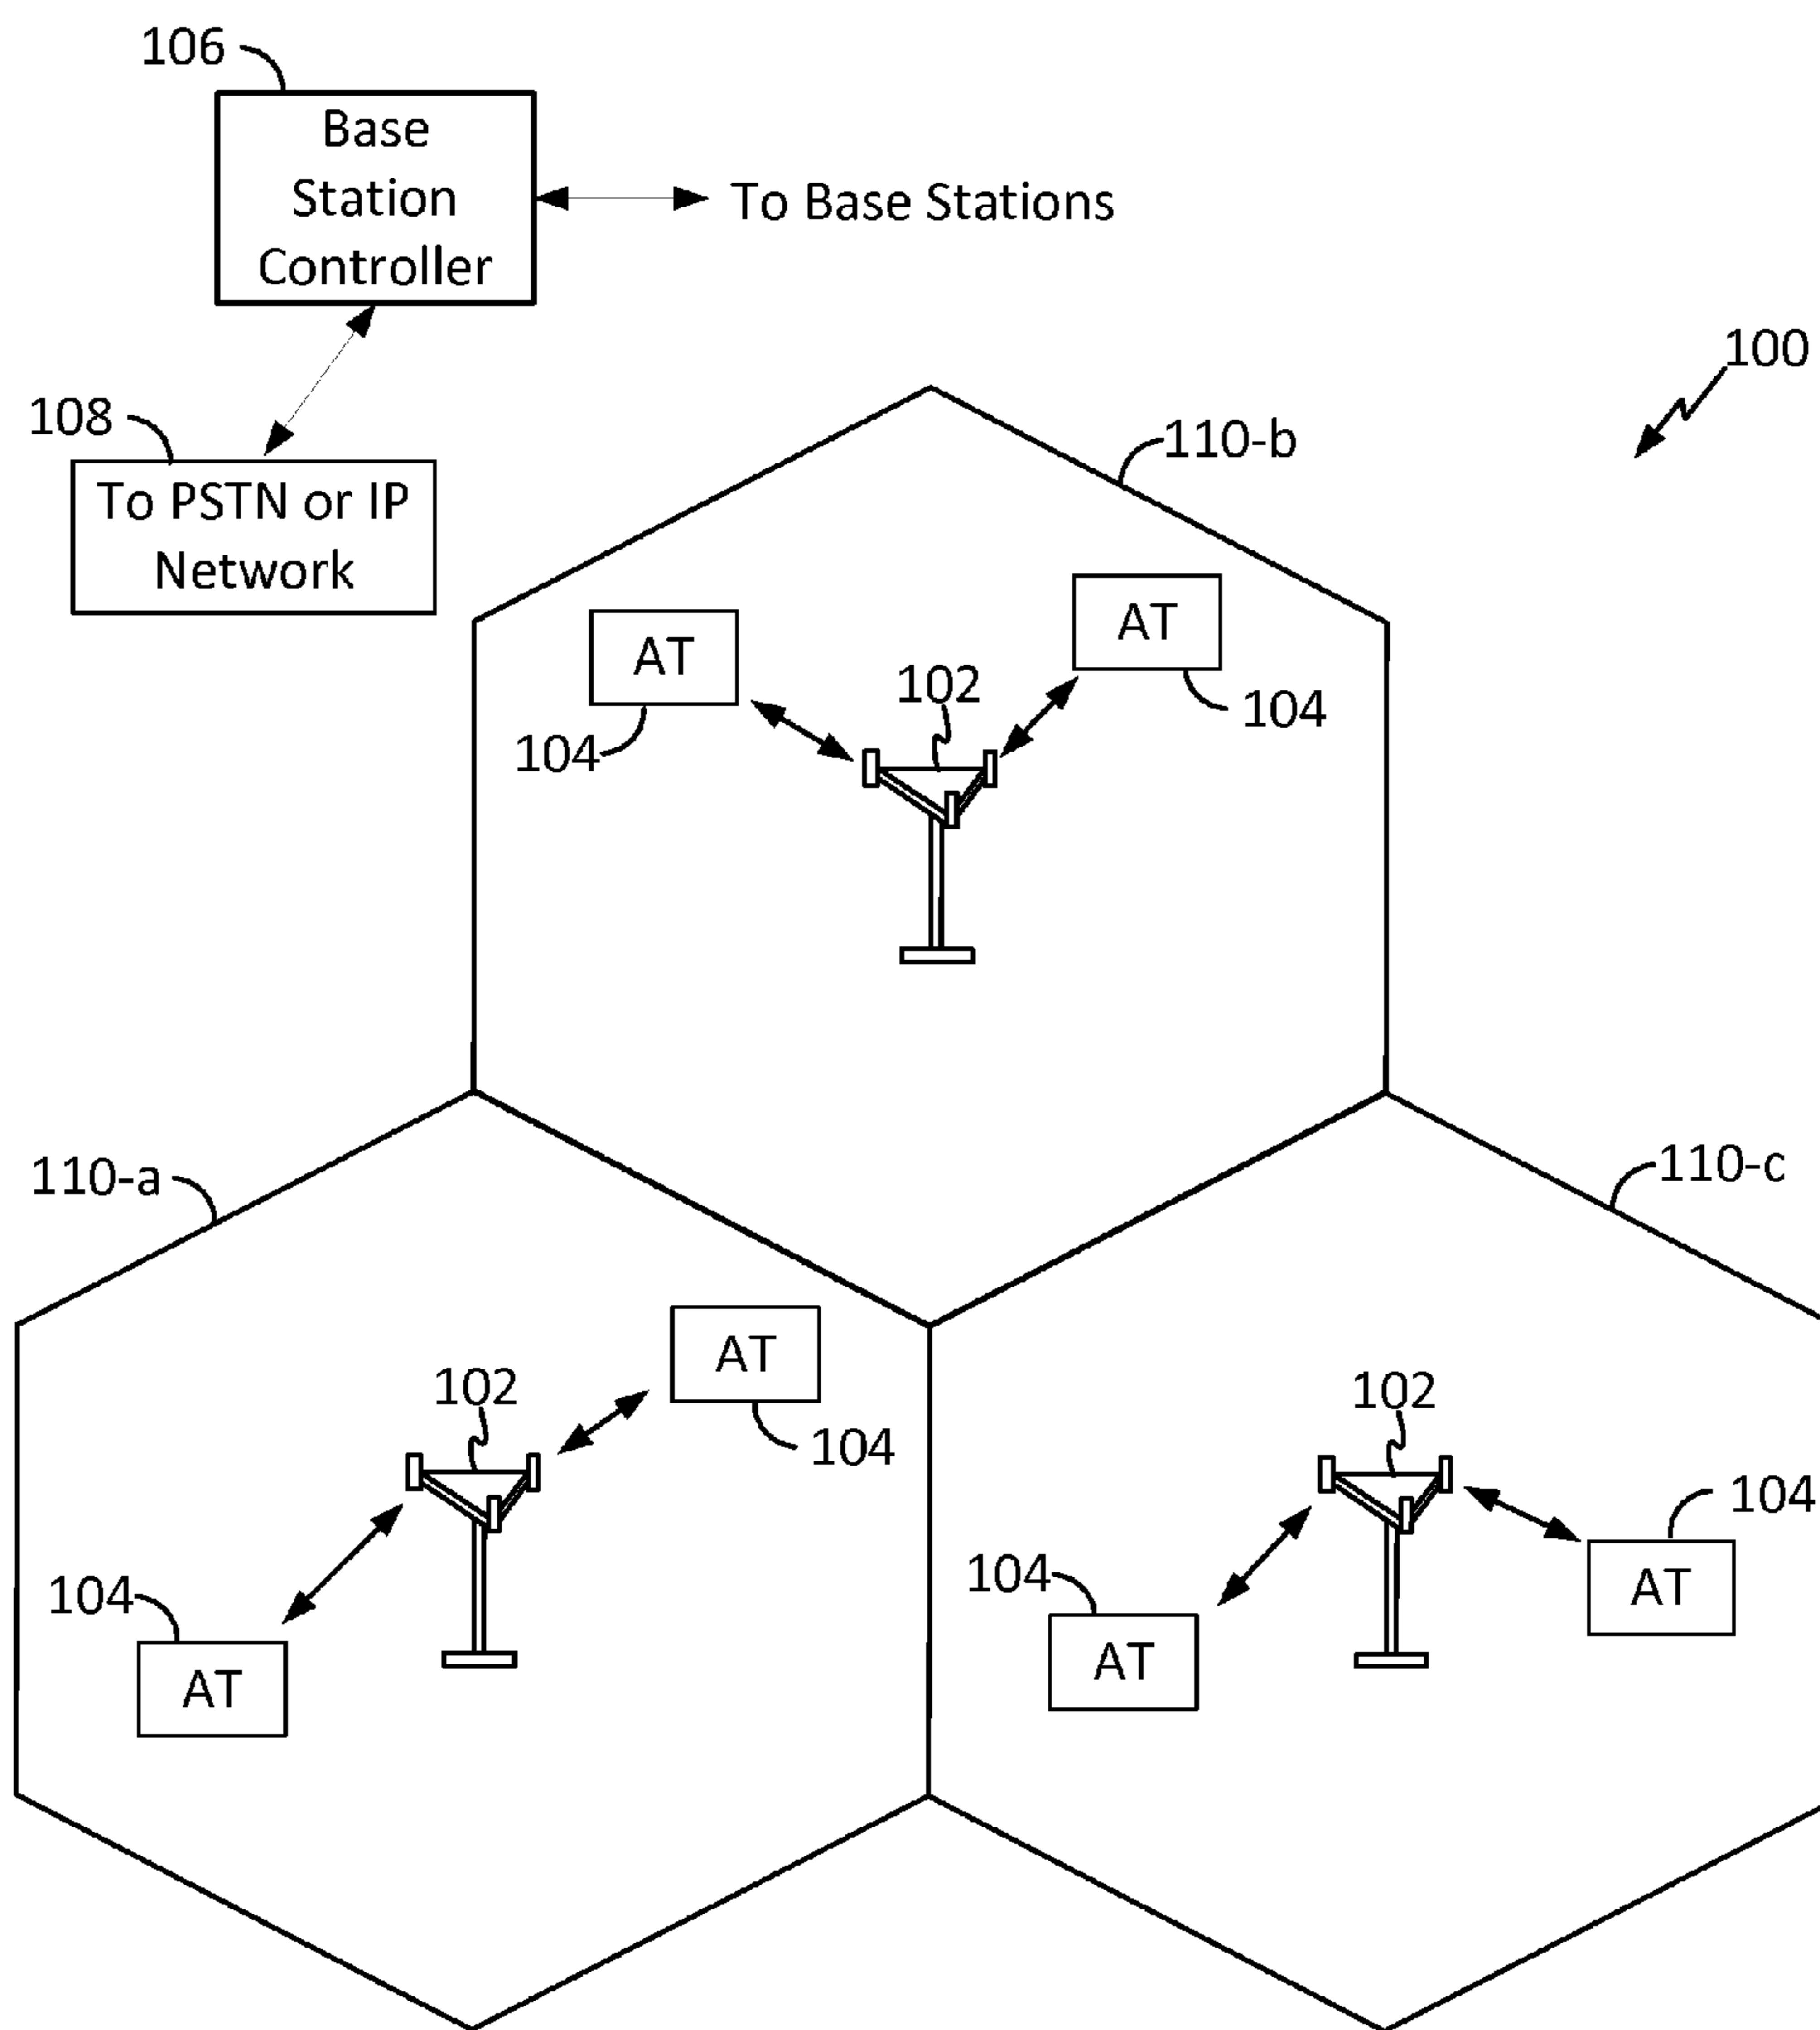 106
Base
Station
Controller
To Base Stations
100
108
To PSTN or IP
Network
110-b
AT
104
AT
104
102
110-a
110-c
AT
104
102
AT
104
102
AT
104
AT
104